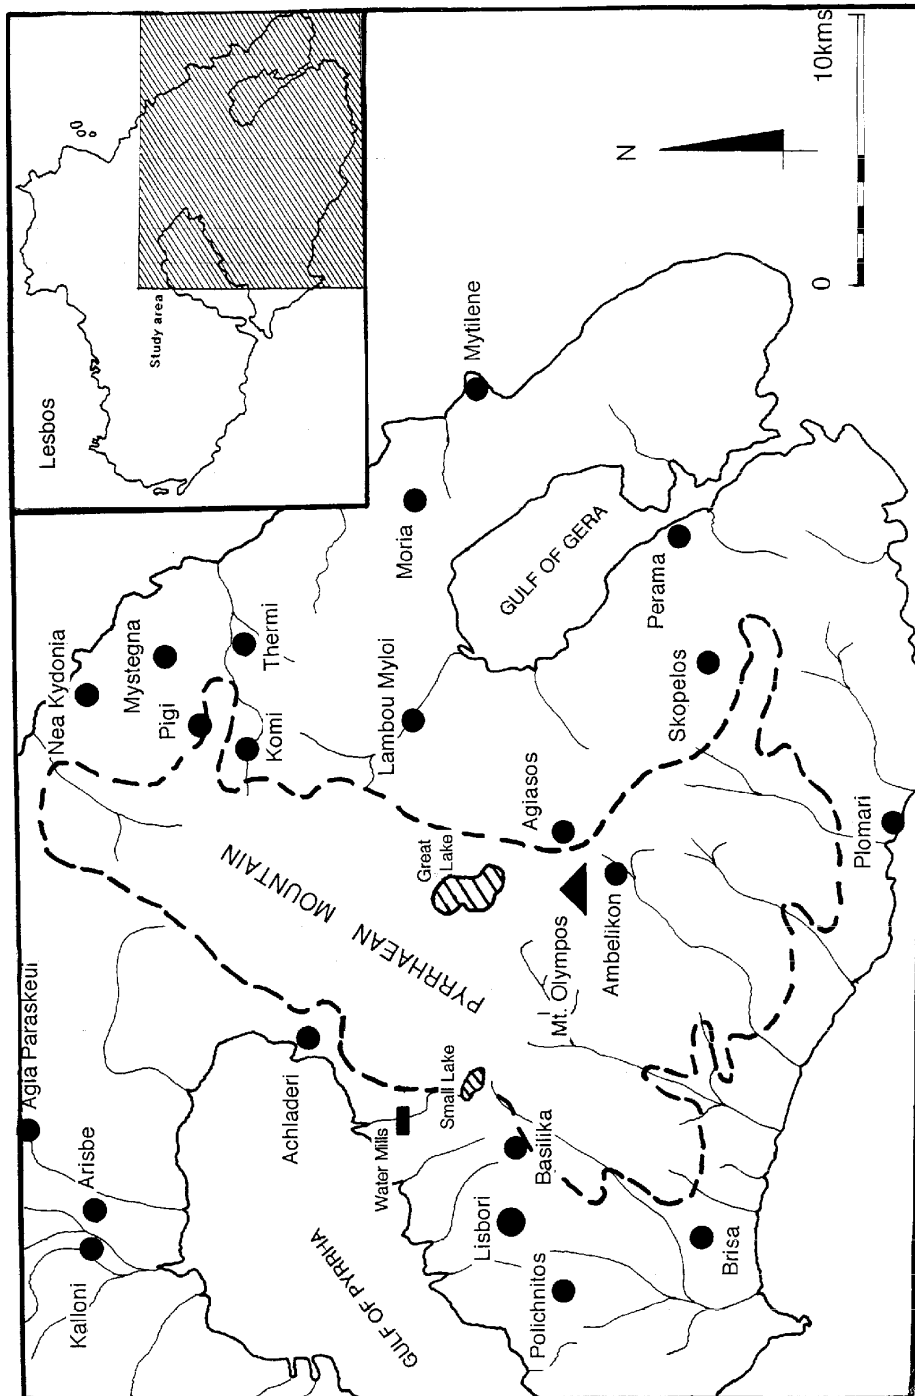 Lesbos
Study area
N
0
10kms
Agia Paraskeui
Arisbe
Kalloni
Nea Kydonia
Mystegna
Pigi
Thermi
Komi
Achladeri
PYRRHAEAN MOUNTAIN
Moria
Mytilene
Lambou Myloi
Great
Lake
Small Lake
Water Mills
GULF OF PYRRHA
GULF OF GERA
Basilika
Lisbori
Polichnitos
Agiasos
Mt. Olympos
Ambelikon
Perama
Skopelos
Brisa
Plomari